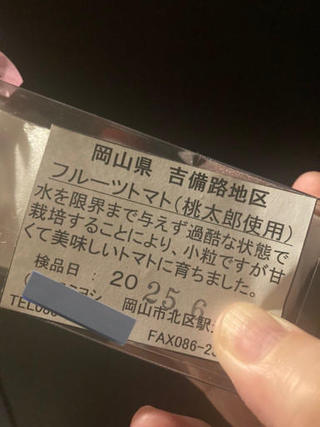 岡山県 吉備路地区
フルーツトマト(桃太郎使用)
水を限界まで与えず過酷な状態で
栽培することにより、小粒ですが甘
くて美味しいトマトに育ちました。
検品日：2025.6
岡山市北区駅
TEL086
FAX086-2